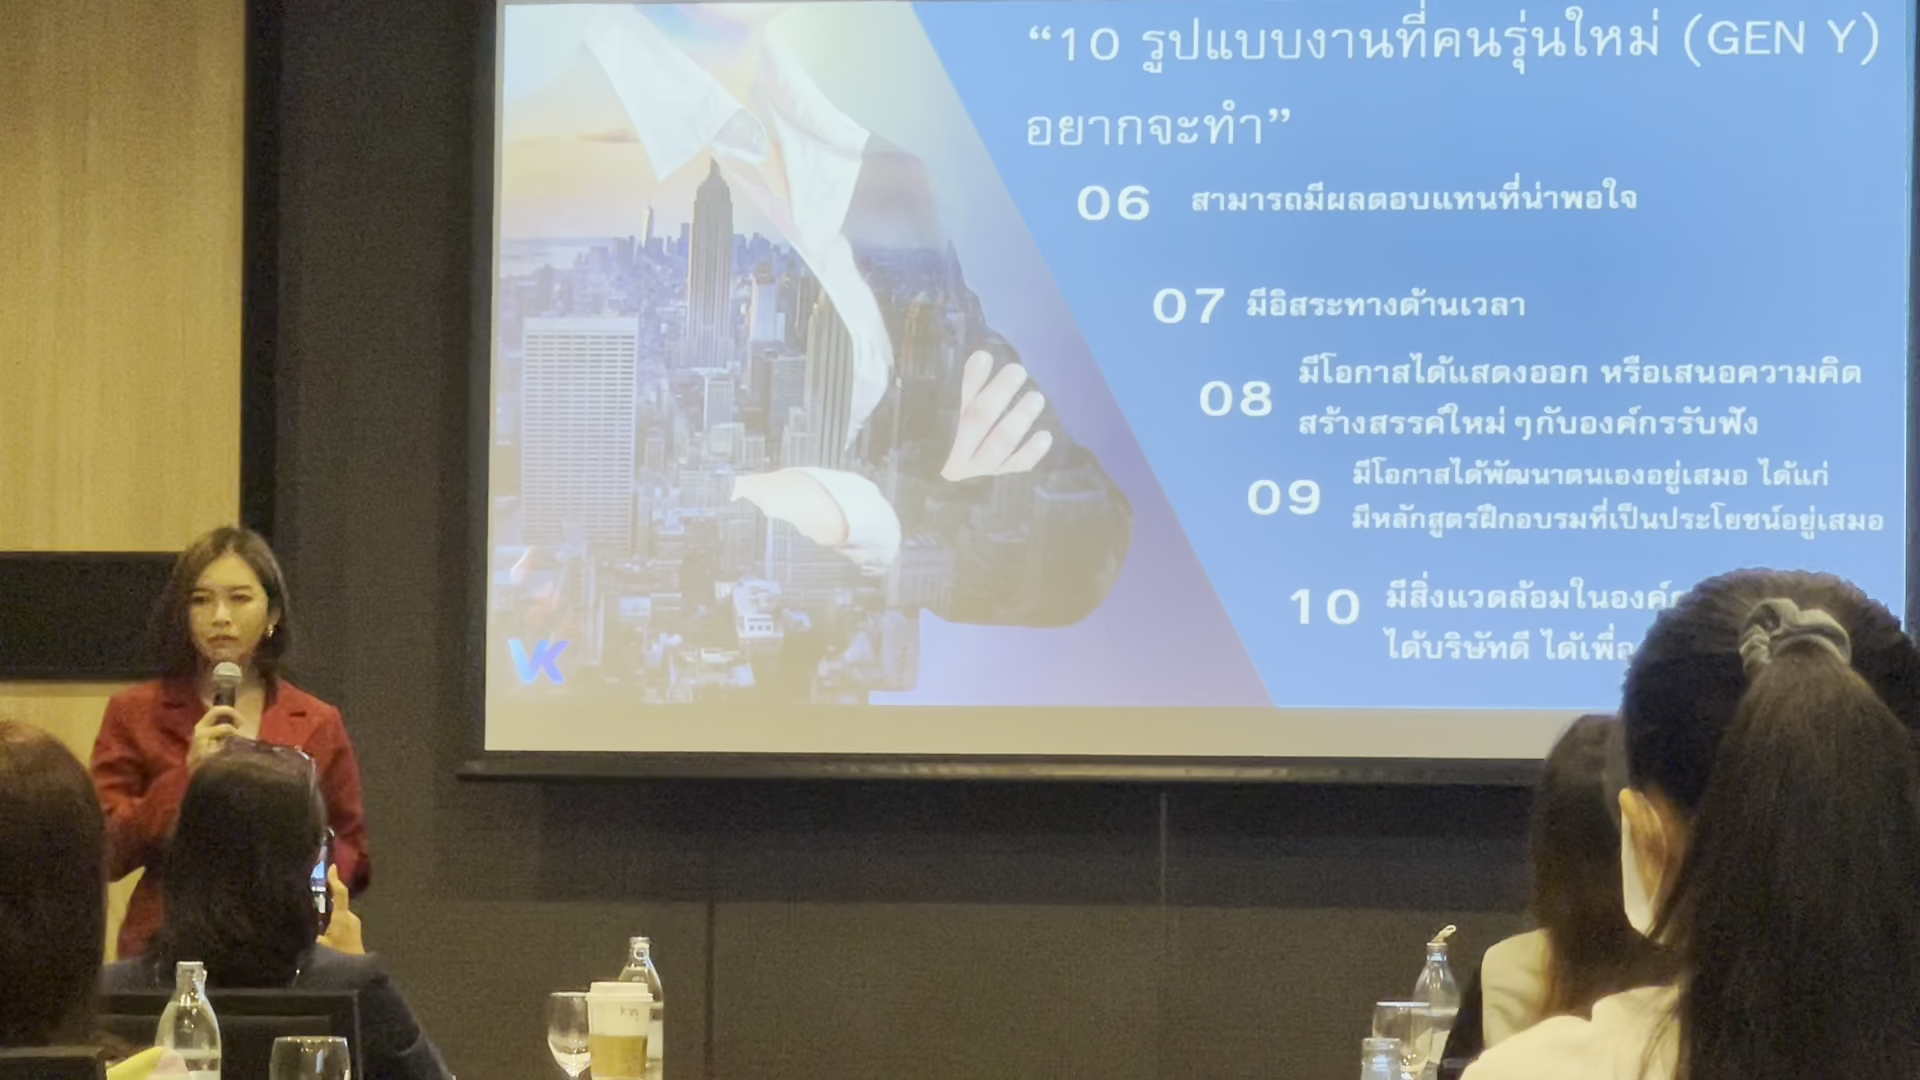 “10 รูปแบบงานที่คนรุ่นใหม่ (GEN Y)
อยากจะทำ”
06 สามารถมีผลตอบแทนที่น่าพอใจ
07 มีอิสระทางด้านเวลา
08 มีโอกาสได้แสดงออก หรือเสนอความคิด
สร้างสรรค์ใหม่ ๆกับองค์กรรับฟัง
09 มีโอกาสได้พัฒนาตนเองอยู่เสมอ ได้แก่
มีหลักสูตรฝึกอบรมที่เป็นประโยชน์อยู่เสมอ
10 มีสิ่งแวดล้อมใน
ได้บริษัทดี
VK